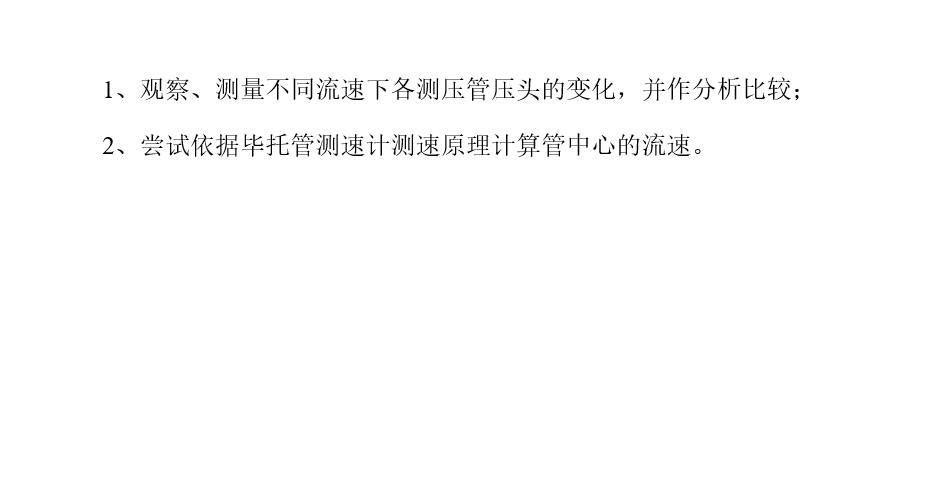 1、观察、测量不同流速下各测压管压头的变化，并作分析比较；
2、尝试依据毕托管测速计测速原理计算管中心的流速。